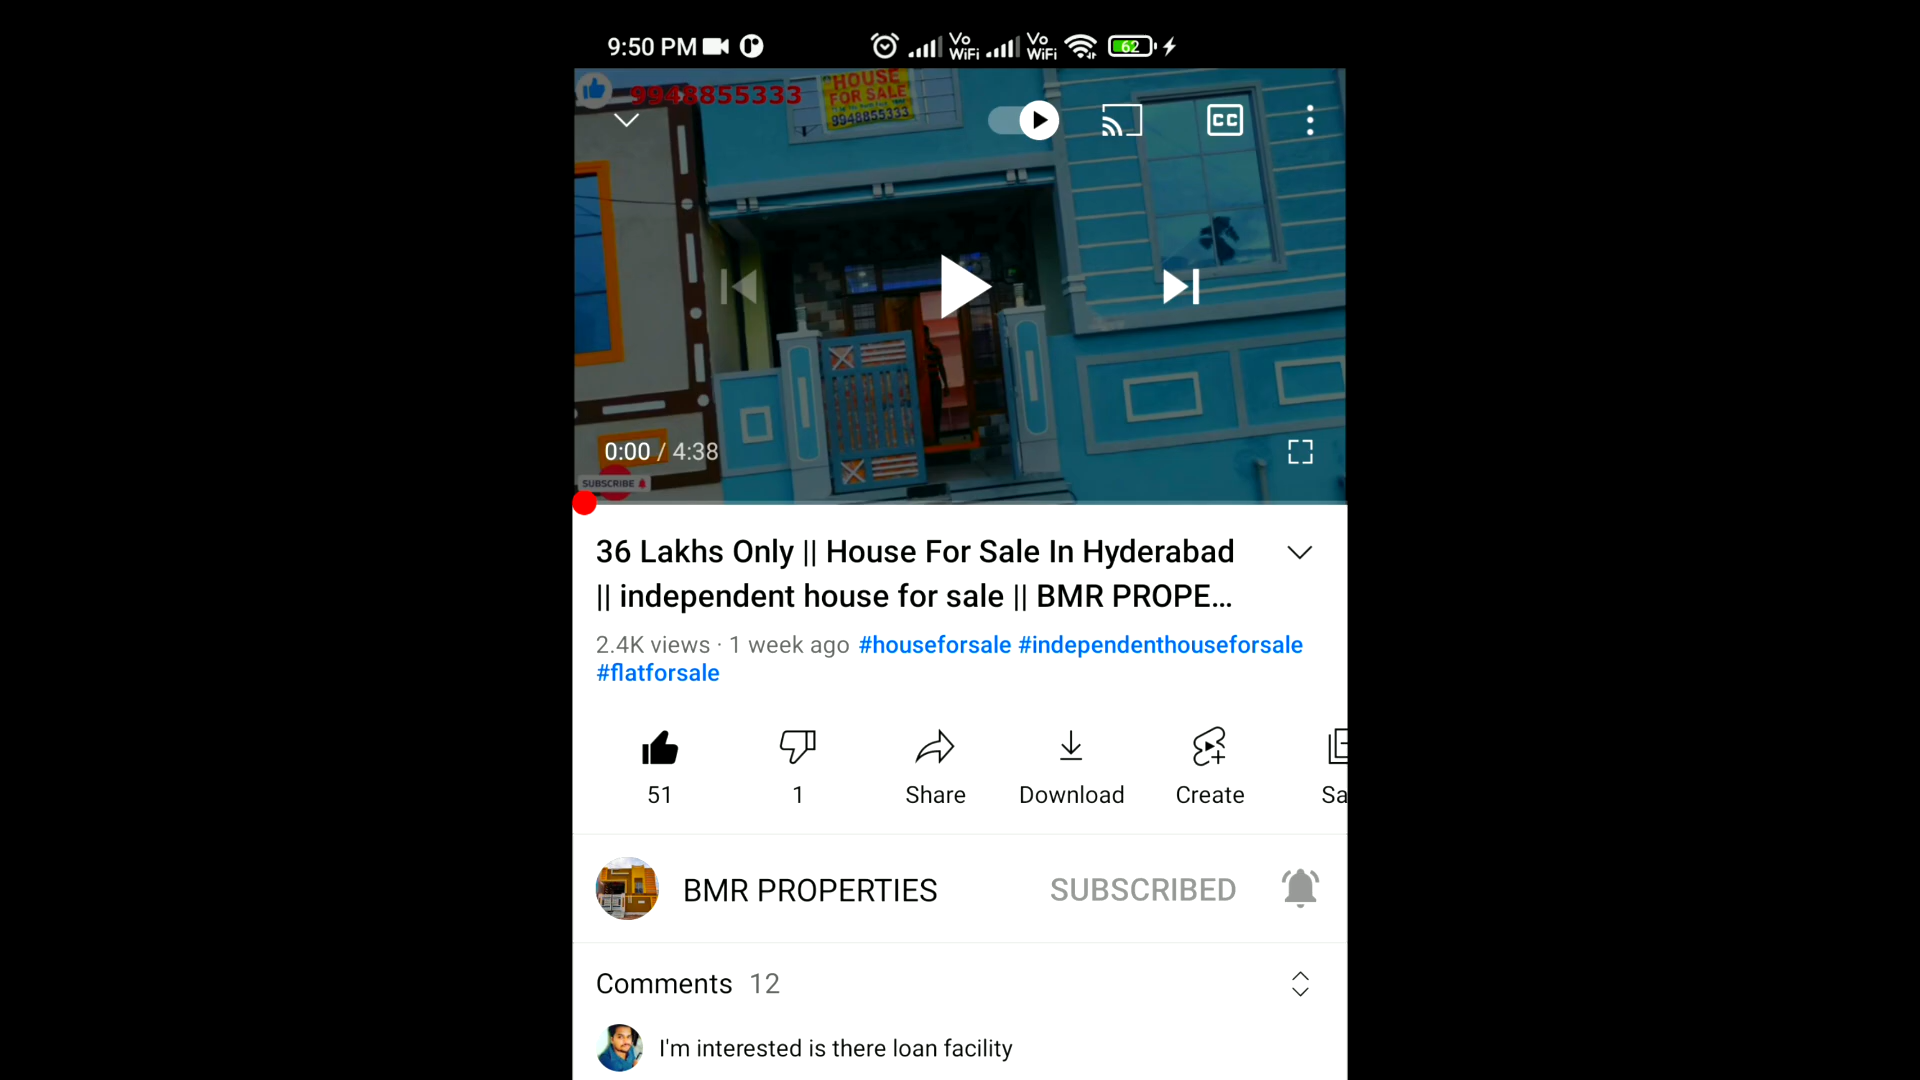 9:50 PM
Vo
WiFi
Vo
WiFi
62
9948855333
HOUSE
FOR SALE
9948855333
CC
0:00 / 4:38
SUBSCRIBE
36 Lakhs Only || House For Sale In Hyderabad
|| independent house for sale || BMR PROPE...
2.4K views · 1 week ago #houseforsale #independenthouseforsale
#flatforsale
51
1
Share
Download
Create
Sa
BMR PROPERTIES
SUBSCRIBED
Comments 12
I'm interested is there loan facility